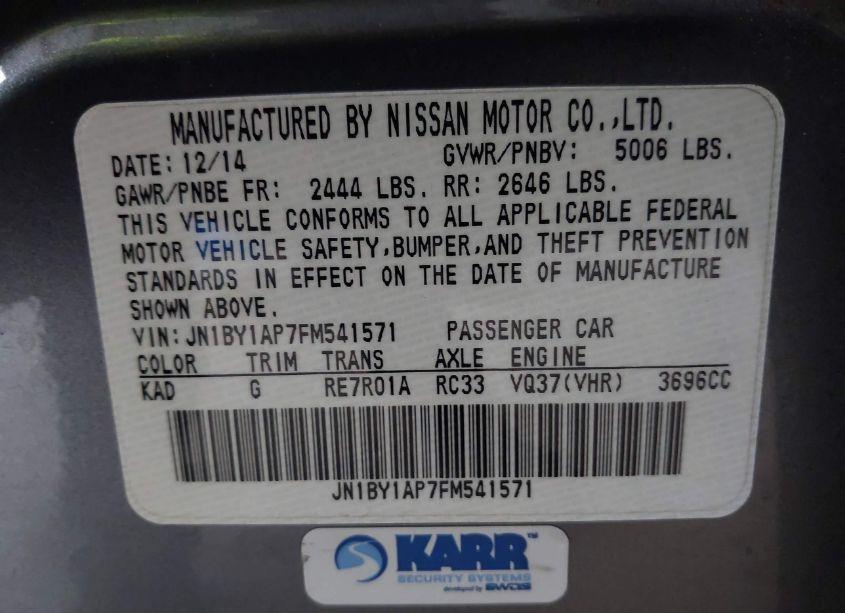 MANUFACTURED BY NISSAN MOTOR CO.,LTD.
DATE: 12/14 GVWR/PNBV: 5006 LBS.
GAWR/PNBE FR: 2444 LBS. RR: 2646 LBS.
THIS VEHICLE CONFORMS TO ALL APPLICABLE FEDERAL
MOTOR VEHICLE SAFETY,BUMPER,AND THEFT PREVENTION
STANDARDS IN EFFECT ON THE DATE OF MANUFACTURE
SHOWN ABOVE.
VIN:JN1BY1AP7FM541571 PASSENGER CAR
COLOR TRIM TRANS AXLE ENGINE
KAD G RE7R01A RC33 VQ37(VHR) 3696CC
JN1BY1AP7FM541571
KARR
SECURITY SYSTEMS
developed by SWDS